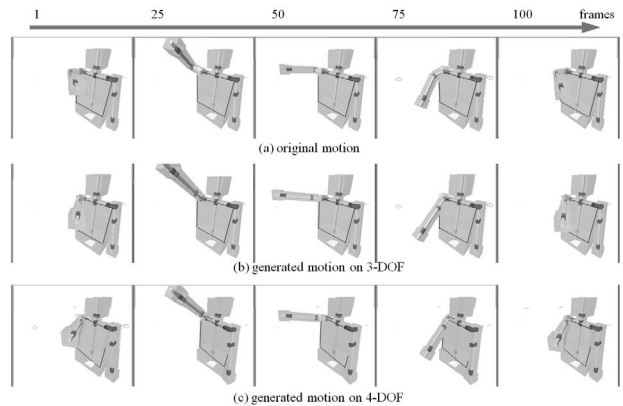 1 25 50 75 100 frames
(a) original motion
(b) generated motion on 3-DOF
(c) generated motion on 4-DOF